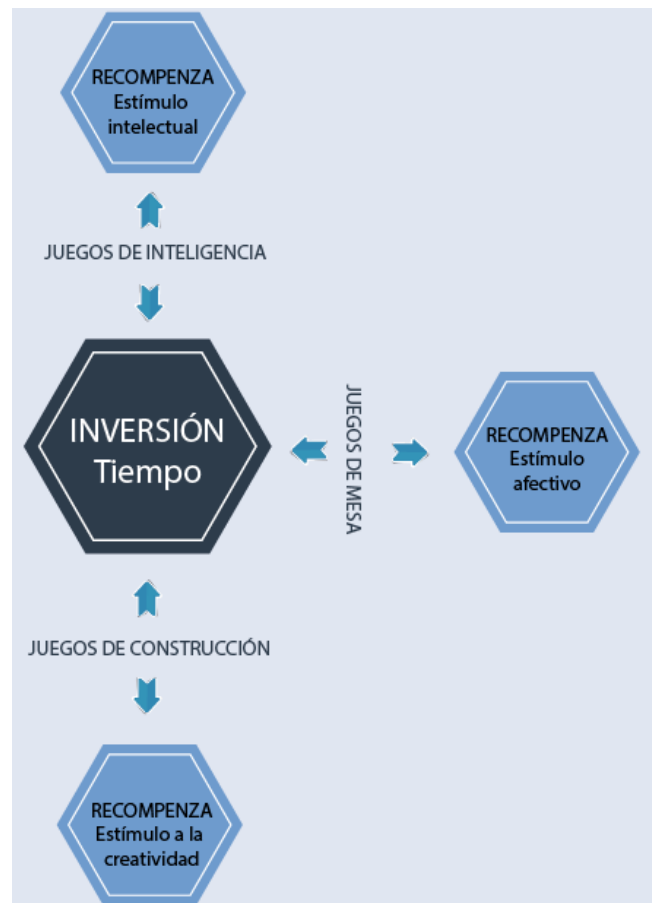 RECOMPENZA
Estímulo
intelectual
JUEGOS DE INTELIGENCIA
INVERSIÓN
Tiempo
JUEGOS DE MESA
RECOMPENZA
Estímulo
afectivo
JUEGOS DE CONSTRUCCIÓN
RECOMPENZA
Estímulo a la
creatividad